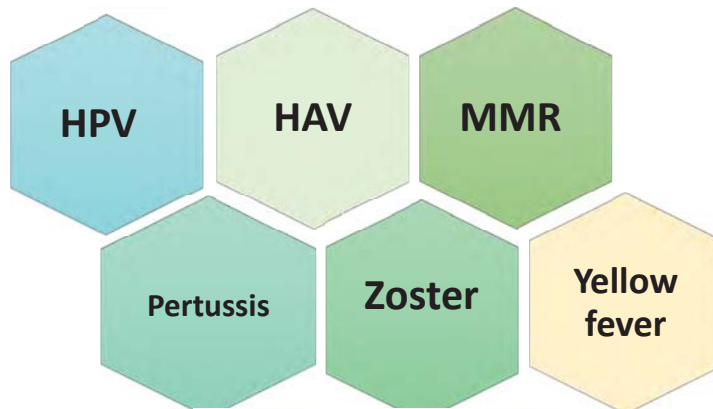 HPV
HAV
MMR
Pertussis
Zoster
Yellow
fever